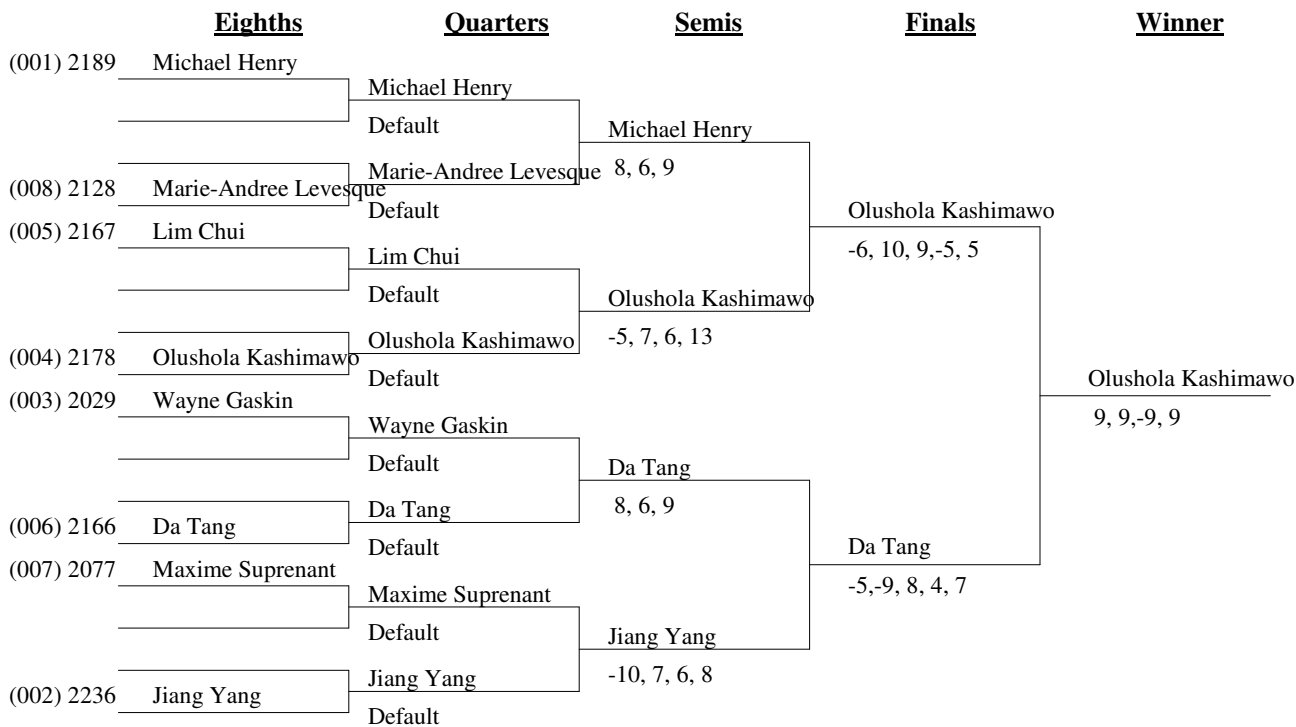 Eighths Quarters Semis Finals Winner
(001) 2189 Michael Henry
Michael Henry
Default
Michael Henry
Marie-Andree Levesque 8, 6, 9
(008) 2128 Marie-Andree Levesque
Default
Olushola Kashimawo
(005) 2167 Lim Chui
-6, 10, 9,-5, 5
Lim Chui
Default
Olushola Kashimawo
Olushola Kashimawo -5, 7, 6, 13
(004) 2178 Olushola Kashimawo
Default
Olushola Kashimawo
(003) 2029 Wayne Gaskin
9, 9,-9, 9
Wayne Gaskin
Default
Da Tang
Da Tang 8, 6, 9
(006) 2166 Da Tang
Default
Da Tang
(007) 2077 Maxime Suprenant
-5,-9, 8, 4, 7
Maxime Suprenant
Default
Jiang Yang
Jiang Yang -10, 7, 6, 8
(002) 2236 Jiang Yang
Default